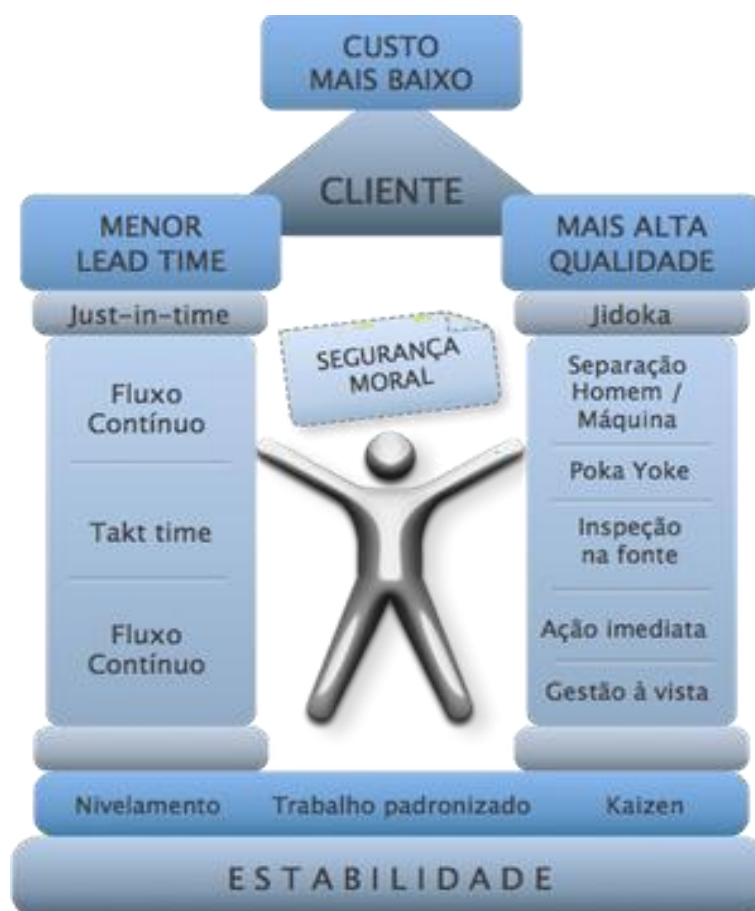 CUSTO
MAIS BAIXO
CLIENTE
MENOR
LEAD TIME
MAIS ALTA
QUALIDADE
Just-in-time
Jidoka
SEGURANÇA
MORAL
Fluxo
Contínuo
Takt time
Fluxo
Contínuo
Separação
Homem /
Máquina
Poka Yoke
Inspeção
na fonte
Ação imediata
Gestão à vista
Nivelamento
Trabalho padronizado
Kaizen
ESTABILIDADE